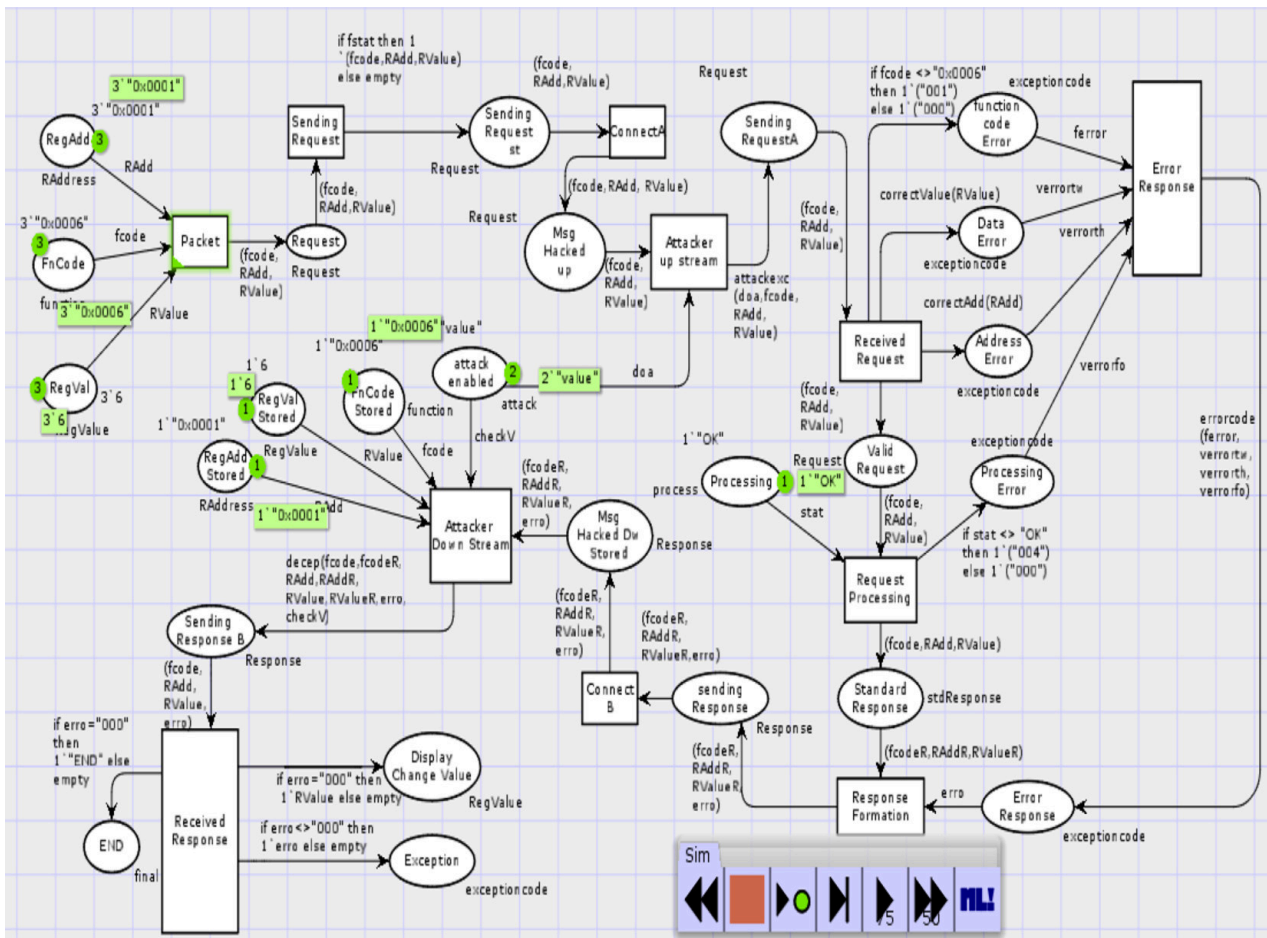 3`"0x0001"
3`"0x0001"
RegAdd
3
RAddress
RAdd
3`"0x0006"
3
FnCode
fcode
3`"0x0006"
RValue
3
RegVal
3`6
3`6
Packet
(fcode,
RAdd,
RValue)
Request
Request
(fcode,
RAdd,RValue)
Sending
Request
if fstat then 1
`(fcode,RAdd,RValue)
else empty
Sending
Request
st
Request
(fcode,
RAdd,RValue)
ConnectA
(fcode,RAdd, RValue)
Request
Msg
Hacked
up
(fcode,
RAdd,
RValue)
Attacker
up stream
attackexc
(doa,fcode,
RAdd,
RValue)
Request
Sending
RequestA
(fcode,
RAdd,
RValue)
if fcode <>"0x0006"
then 1`("001")
else 1`("000")
exceptioncode
function
code
Error
ferror
correctValue(RValue)
Data
Error
exceptioncode
verrortw
verrorth
correctAdd(RAdd)
Address
Error
exceptioncode
verrorfo
Error
Response
Received
Request
(fcode,
RAdd,
RValue)
Request
Valid
Request
(fcode,
RAdd,
RValue)
1`"OK"
Processing
1
1`"OK"
process
stat
exceptioncode
Processing
Error
if stat <> "OK"
then 1`("004")
else 1`("000")
Request
Processing
errorcode
(ferror,
verrortw,
verrorth,
verrorfo)
1`"0x0006"
"value"
1`"0x0006"
attack
enabled
2
2`"value"
attack
doa
checkV
1
FnCode
Stored
function
fcode
1`6
1`6
1
RegVal
Stored
RegValue
RValue
1`"0x0001"
RegAdd
Stored
1
RAddress
1`"0x0001"
Attacker
Down Stream
(fcodeR,
RAddR,
RValueR,
erro)
Msg
Hacked Dw
Stored
Response
decep(fcode,fcodeR,
RAdd,RAddR,
RValue,RValueR,erro,
checkV)
Sending
Response B
Response
(fcode,
RAdd,
RValue,
erro)
(fcodeR,
RAddR,
RValueR,
erro)
(fcodeR,
RAddR,
RValueR,erro)
Connect
B
sending
Response
Response
(fcodeR,
RAddR,
RValueR,
erro)
(fcode,RAdd,RValue)
Standard
Response
stdResponse
(fcodeR,RAddR,RValueR)
Response
Formation
erro
Error
Response
exceptioncode
if erro="000"
then
1`"END" else
empty
END
final
Received
Response
if erro="000" then
1`RValue else empty
Display
Change Value
RegValue
if erro<>"000" then
1`erro else empty
Exception
exceptioncode
Sim
75
50
ML!